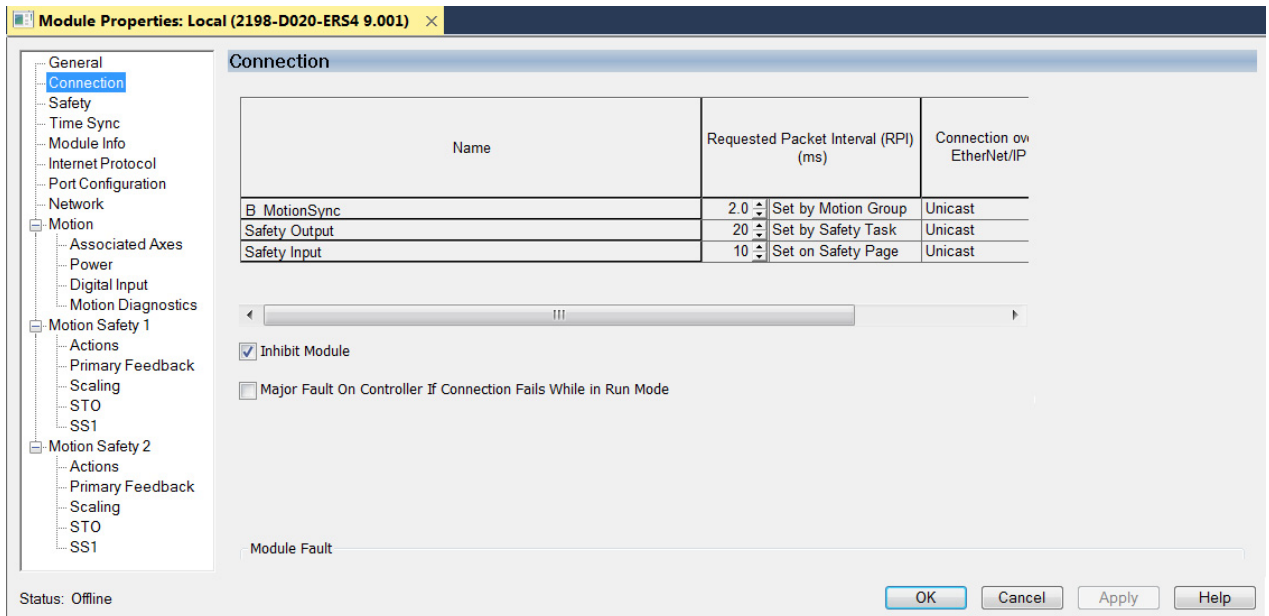 Module Properties: Local (2198-D020-ERS4 9.001)
General
Connection
Safety
Time Sync
Module Info
Internet Protocol
Port Configuration
Network
Motion
Associated Axes
Power
Digital Input
Motion Diagnostics
Motion Safety 1
Actions
Primary Feedback
Scaling
STO
SS1
Motion Safety 2
Actions
Primary Feedback
Scaling
STO
SS1
Connection
Name
Requested Packet Interval (RPI)
(ms)
Connection ov
EtherNet/IP
B_MotionSync 2.0 Set by Motion Group Unicast
Safety Output 20 Set by Safety Task Unicast
Safety Input 10 Set on Safety Page Unicast
Inhibit Module
Major Fault On Controller If Connection Fails While in Run Mode
Module Fault
Status: Offline
OK Cancel Apply Help